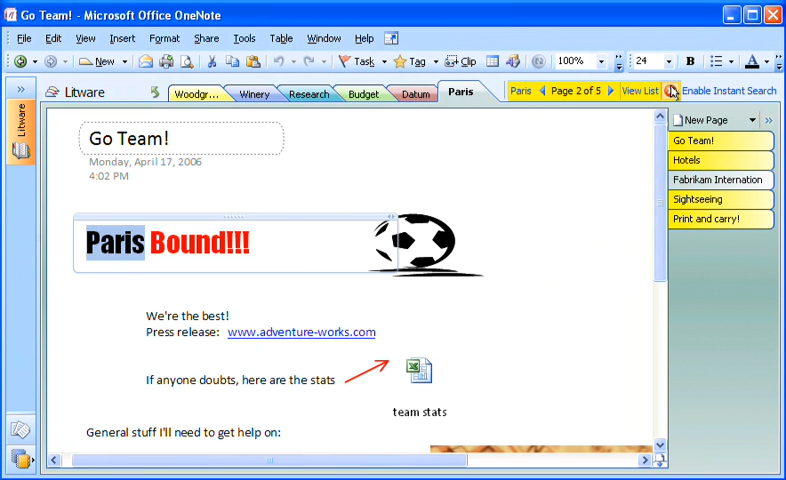 Go Team! - Microsoft Office OneNote
File Edit View Insert Format Share Tools Table Window Help
New Task Tag Clip 100% 24 B A
Litware Woodgr... Winery Research Budget Datum Paris Paris Page 2 of 5 View List Enable Instant Search
Litware
New Page
Go Team!
Hotels
Fabrikam Internation
Sightseeing
Print and carry!
Go Team!
Monday, April 17, 2006
4:02 PM
Paris Bound!!!
We're the best!
Press release: www.adventure-works.com
If anyone doubts, here are the stats
team stats
General stuff I'll need to get help on: